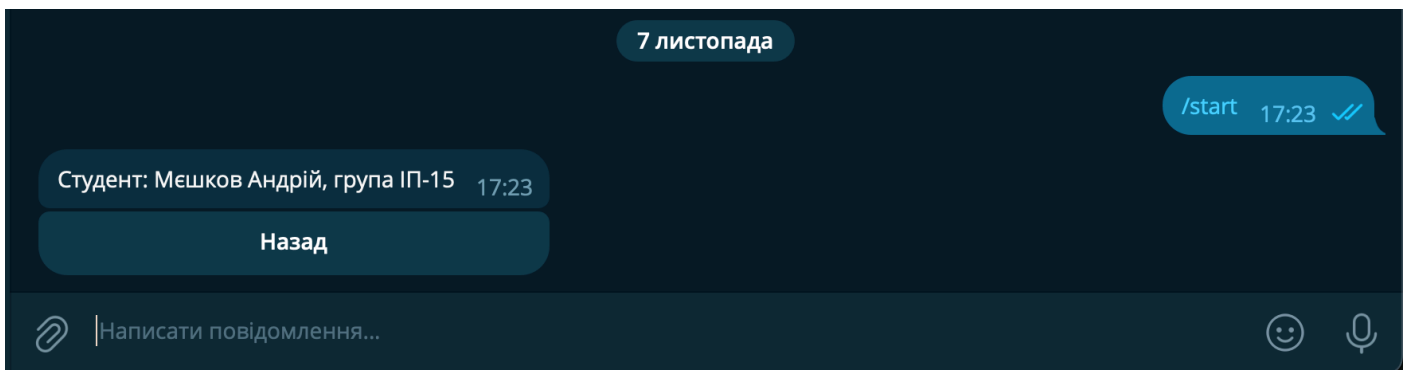 7 листопада
/start 17:23
Студент: Мєшков Андрій, група ІП-15 17:23
Назад
Написати повідомлення...